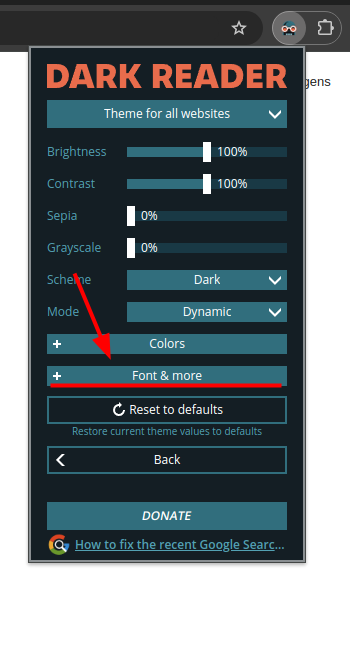 gens
DARK READER
Theme for all websites
Brightness 100%
Contrast 100%
Sepia 0%
Grayscale 0%
Scheme Dark
Mode Dynamic
+ Colors
+ Font & more
Reset to defaults
Restore current theme values to defaults
Back
DONATE
How to fix the recent Google Searc...